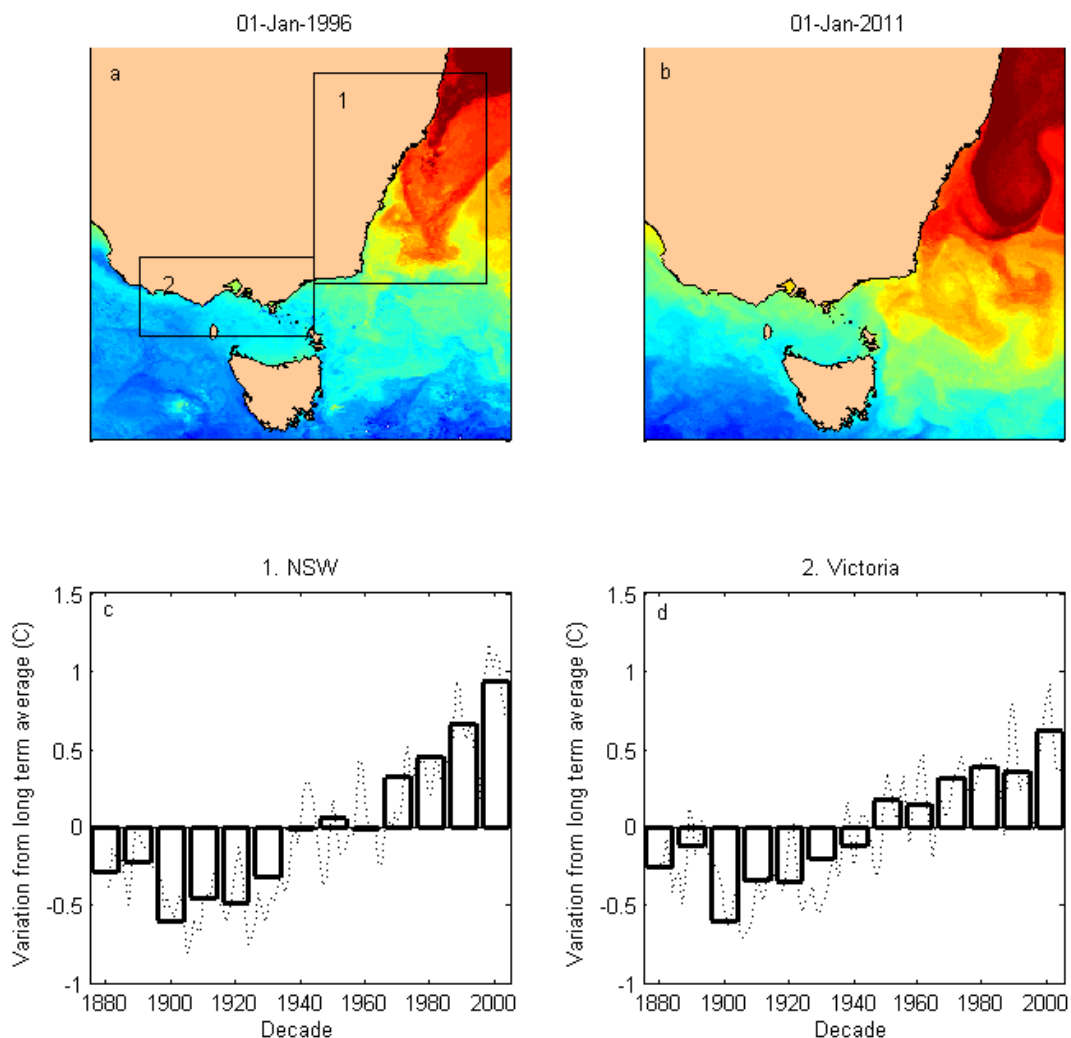 01-Jan-1996
a
1
2
01-Jan-2011
b
1. NSW
c
Variation from long term average (C)
1.5
1
0.5
0
-0.5
-1
1880 1900 1920 1940 1960 1980 2000
Decade
2. Victoria
d
Variation from long term average (C)
1.5
1
0.5
0
-0.5
-1
1880 1900 1920 1940 1960 1980 2000
Decade